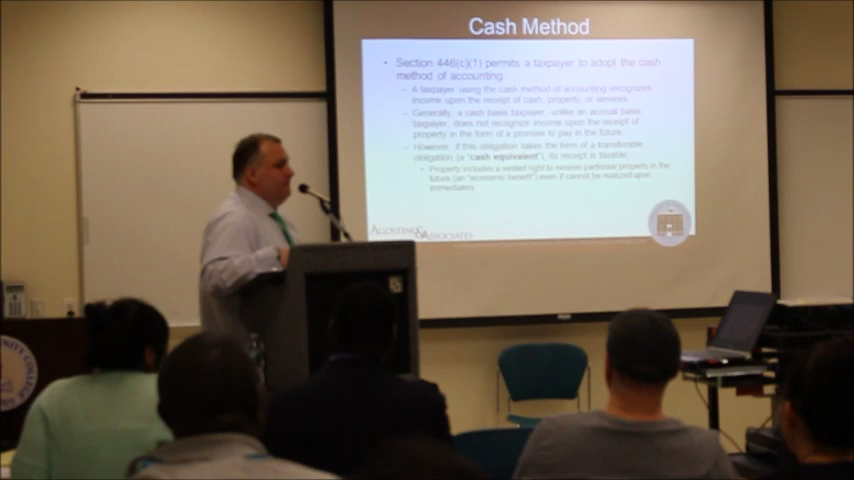 Cash Method
• Section 446(c)(1) permits a taxpayer to adopt the cash
method of accounting.
– A taxpayer using the cash method of accounting recognizes
income upon the receipt of cash, property, or services
– Generally, a cash basis taxpayer, unlike an accrual basis
taxpayer, does not recognize income upon the receipt of
property in the form of a promise to pay in the future.
– However, if this obligation takes the form of a transferable
obligation (a "cash equivalent"), its receipt is taxable.
• Property includes a vested right to receive particular property in the
future (an "economic benefit") even if cannot be realized upon
immediately
AGOSTINO & ASSOCIATES